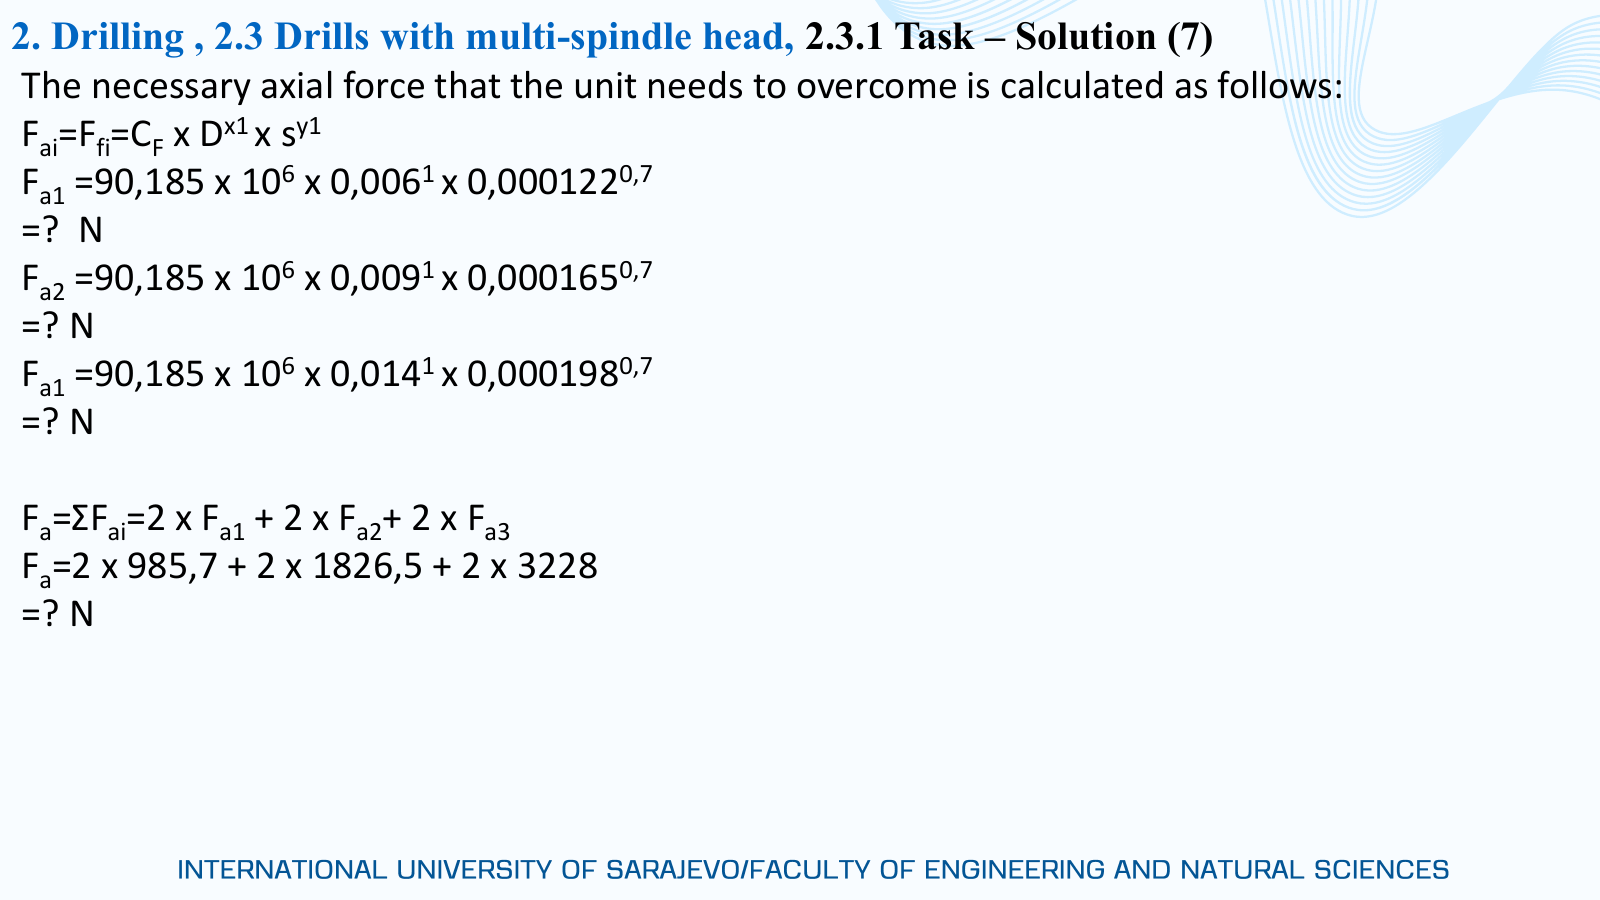 2. Drilling , 2.3 Drills with multi-spindle head, 2.3.1 Task – Solution (7)
The necessary axial force that the unit needs to overcome is calculated as follows:
Fai=Ffi=CF x Dx1 x sy1
Fa1 =90,185 x 10⁶ x 0,006¹ x 0,000122⁰,⁷
=?  N
Fa2 =90,185 x 10⁶ x 0,009¹ x 0,000165⁰,⁷
=? N
Fa1 =90,185 x 10⁶ x 0,014¹ x 0,000198⁰,⁷
=? N
Fa=ΣFai=2 x Fa1 + 2 x Fa2+ 2 x Fa3
Fa=2 x 985,7 + 2 x 1826,5 + 2 x 3228
=? N
INTERNATIONAL UNIVERSITY OF SARAJEVO/FACULTY OF ENGINEERING AND NATURAL SCIENCES